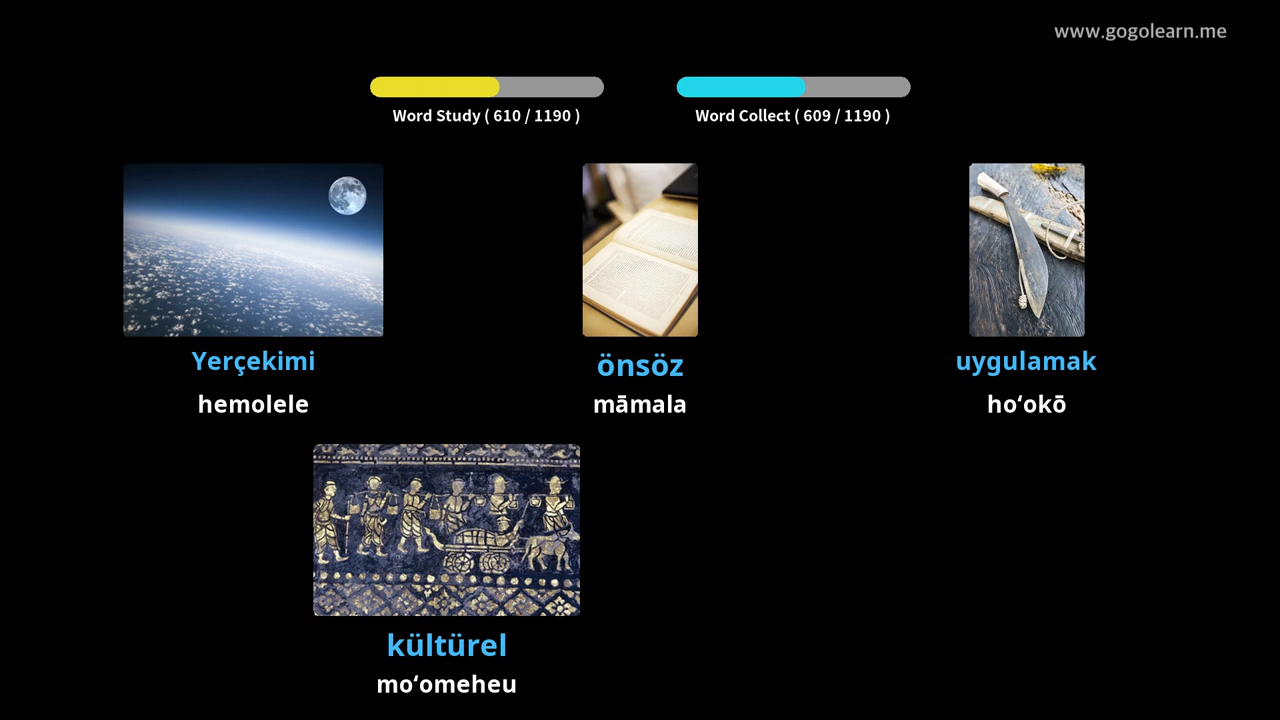 www.gogolearn.me
Word Study ( 610 / 1190 )
Word Collect ( 609 / 1190 )
Yerçekimi
hemolele
önsöz
māmala
uygulamak
hoʻokō
kültürel
moʻomeheu